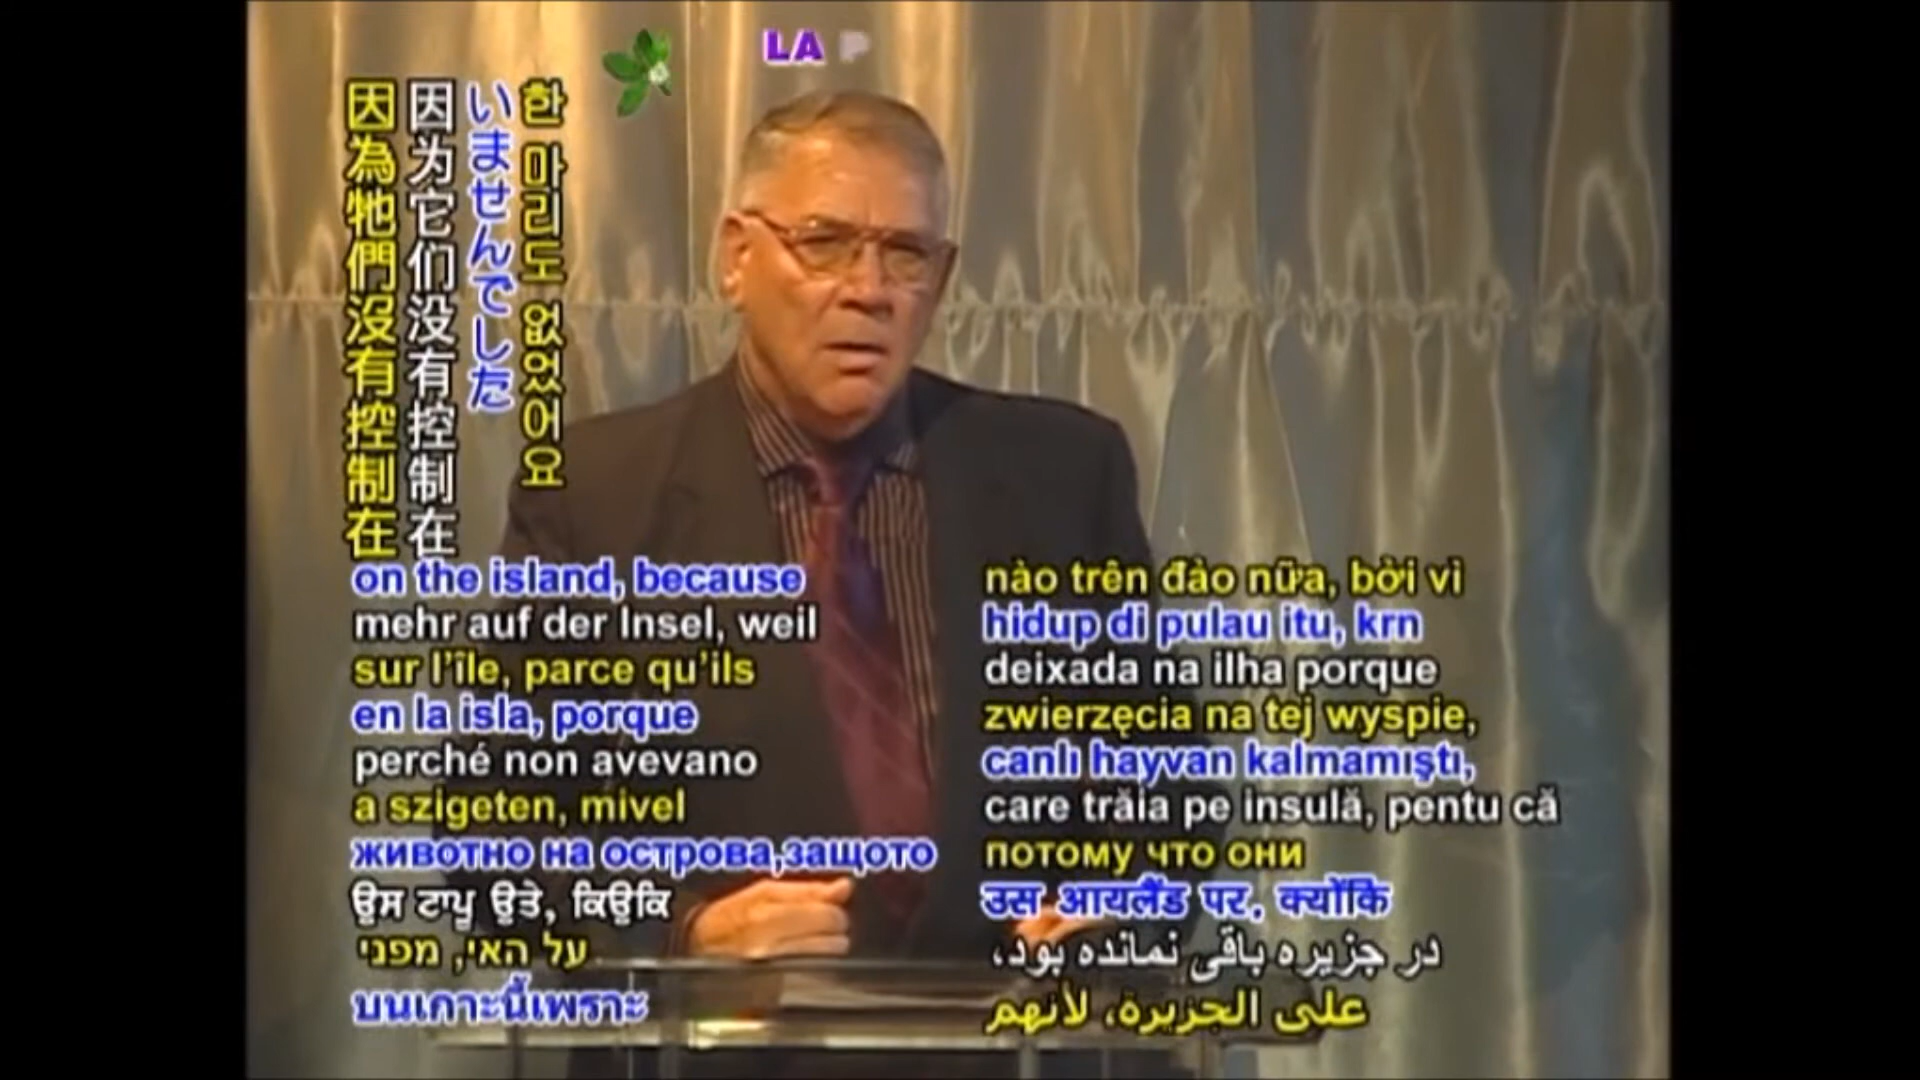 LA P
한 마리도 없었어요
いませんでした
因为它们没有控制在
因為牠們沒有控制在
on the island, because
mehr auf der Insel, weil
sur l’île, parce qu’ils
en la isla, porque
perché non avevano
a szigeten, mivel
животно на острова,защото
ਉਸ ਟਾਪੂ ਉਤੇ, ਕਿਉਕਿ
על האי, מפני
บนเกาะนี้เพราะ
nào trên đảo nữa, bởi vì
hidup di pulau itu, krn
deixada na ilha porque
zwierzęcia na tej wyspie,
canlı hayvan kalmamıştı,
care trăia pe insulă, pentu că
потому что они
उस आयलैंड पर, क्योंकि
در جزیره باقی نمانده بود،
على الجزيرة، لأنهم